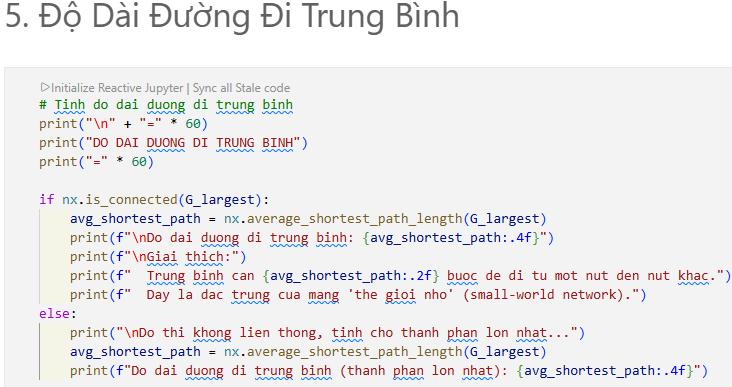 5. Độ Dài Đường Đi Trung Bình
Initialize Reactive Jupyter | Sync all Stale code
# Tinh do dai duong di trung binh
print("\n" + "=" * 60)
print("DO DAI DUONG DI TRUNG BINH")
print("=" * 60)
if nx.is_connected(G_largest):
    avg_shortest_path = nx.average_shortest_path_length(G_largest)
    print(f"\nDo dai duong di trung binh: {avg_shortest_path:.4f}")
    print(f"\nGiai thich:")
    print(f"  Trung binh can {avg_shortest_path:.2f} buoc de di tu mot nut den nut khac.")
    print(f"  Day la dac trung cua mang 'the gioi nho' (small-world network).")
else:
    print("\nDo thi khong lien thong, tinh cho thanh phan lon nhat...")
    avg_shortest_path = nx.average_shortest_path_length(G_largest)
    print(f"Do dai duong di trung binh (thanh phan lon nhat): {avg_shortest_path:.4f}")